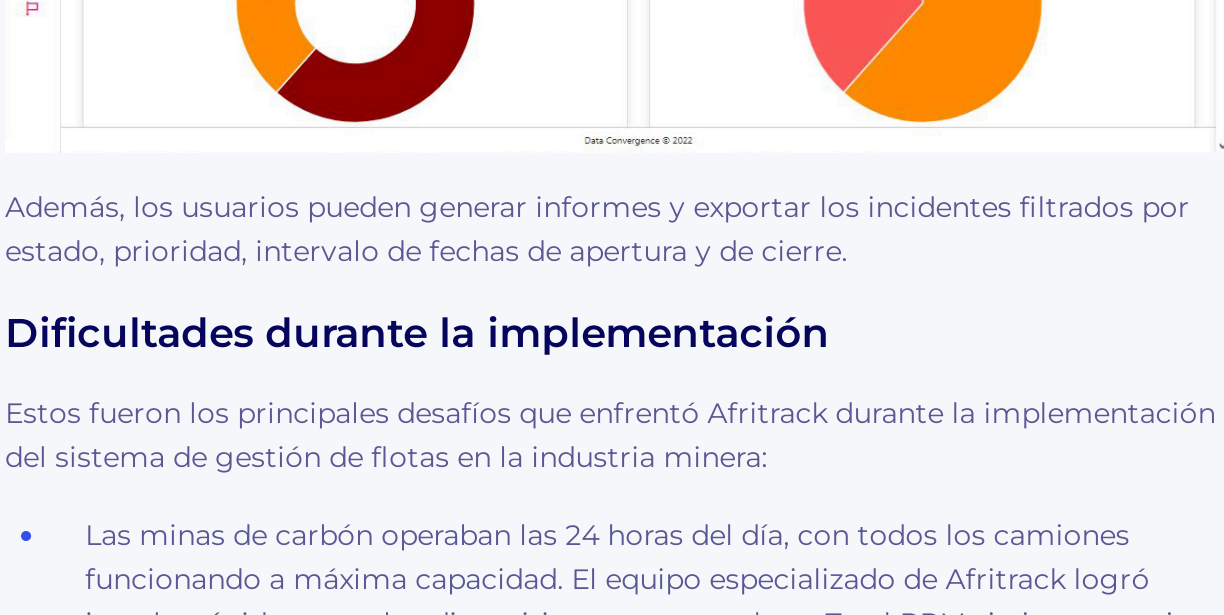 Data Convergence © 2022
Además, los usuarios pueden generar informes y exportar los incidentes filtrados por
estado, prioridad, intervalo de fechas de apertura y de cierre.
Dificultades durante la implementación
Estos fueron los principales desafíos que enfrentó Afritrack durante la implementación
del sistema de gestión de flotas en la industria minera:
Las minas de carbón operaban las 24 horas del día, con todos los camiones
funcionando a máxima capacidad. El equipo especializado de Afritrack logró